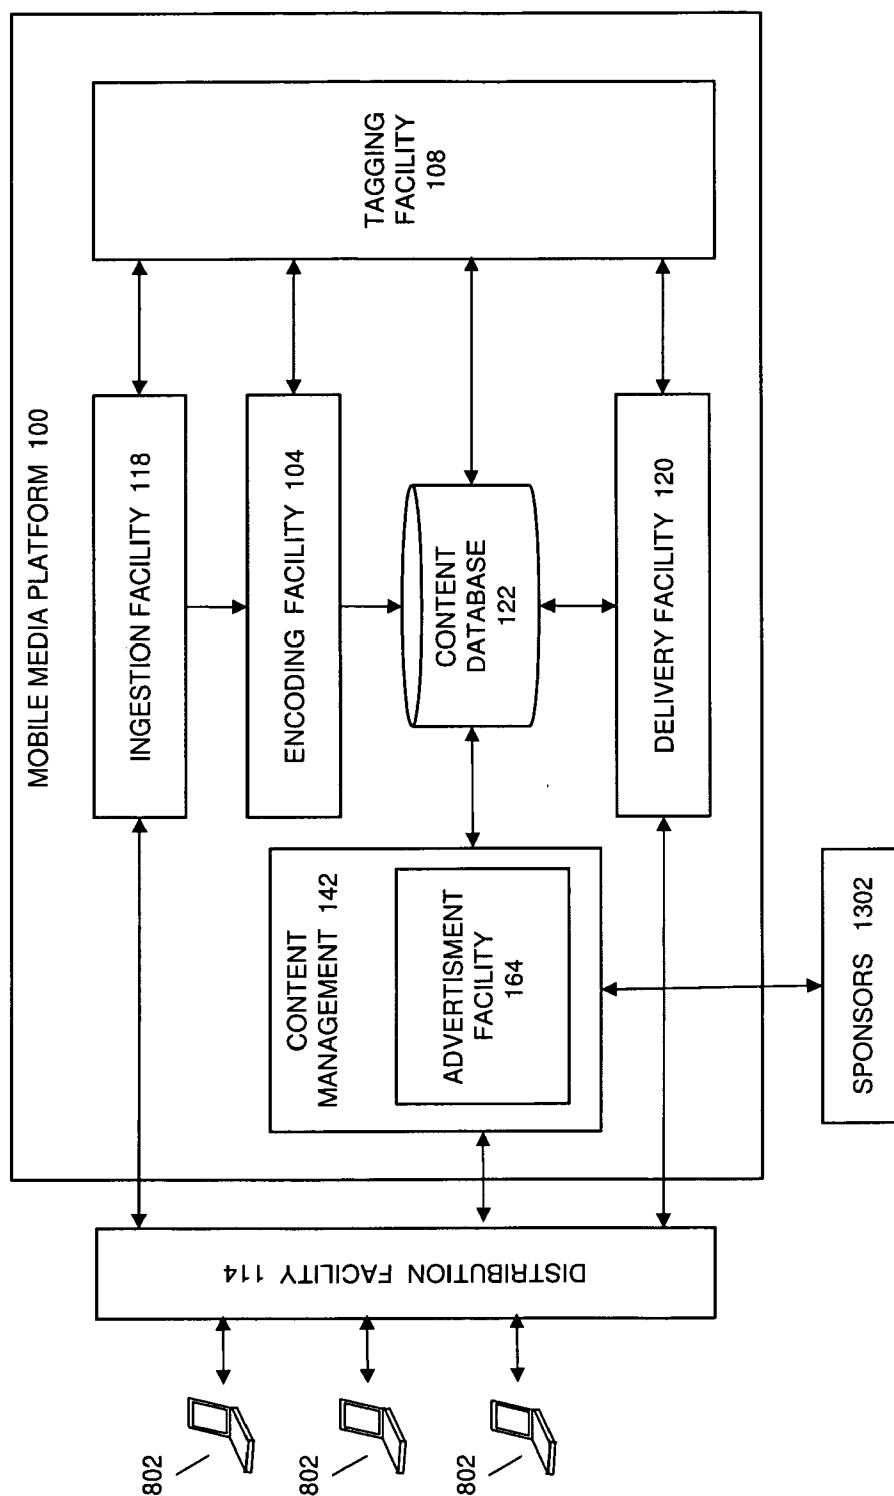 MOBILE MEDIA PLATFORM 100
INGESTION FACILITY 118
ENCODING FACILITY 104
CONTENT
DATABASE
122
DELIVERY FACILITY 120
TAGGING
FACILITY
108
CONTENT
MANAGEMENT 142
ADVERTISMENT
FACILITY
164
SPONSORS 1302
DISTRIBUTION FACILITY 114
802
802
802